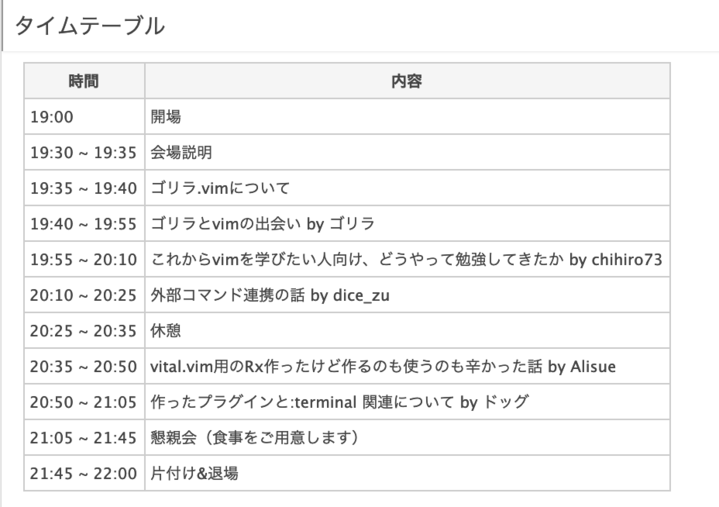 タイムテーブル
時間 内容
19:00 開場
19:30 ~ 19:35 会場説明
19:35 ~ 19:40 ゴリラ.vimについて
19:40 ~ 19:55 ゴリラとvimの出会い by ゴリラ
19:55 ~ 20:10 これからvimを学びたい人向け、どうやって勉強してきたか by chihiro73
20:10 ~ 20:25 外部コマンド連携の話 by dice_zu
20:25 ~ 20:35 休憩
20:35 ~ 20:50 vital.vim用のRx作ったけど作るのも使うのも辛かった話 by Alisue
20:50 ~ 21:05 作ったプラグインと:terminal 関連について by ドッグ
21:05 ~ 21:45 懇親会（食事をご用意します）
21:45 ~ 22:00 片付け&退場